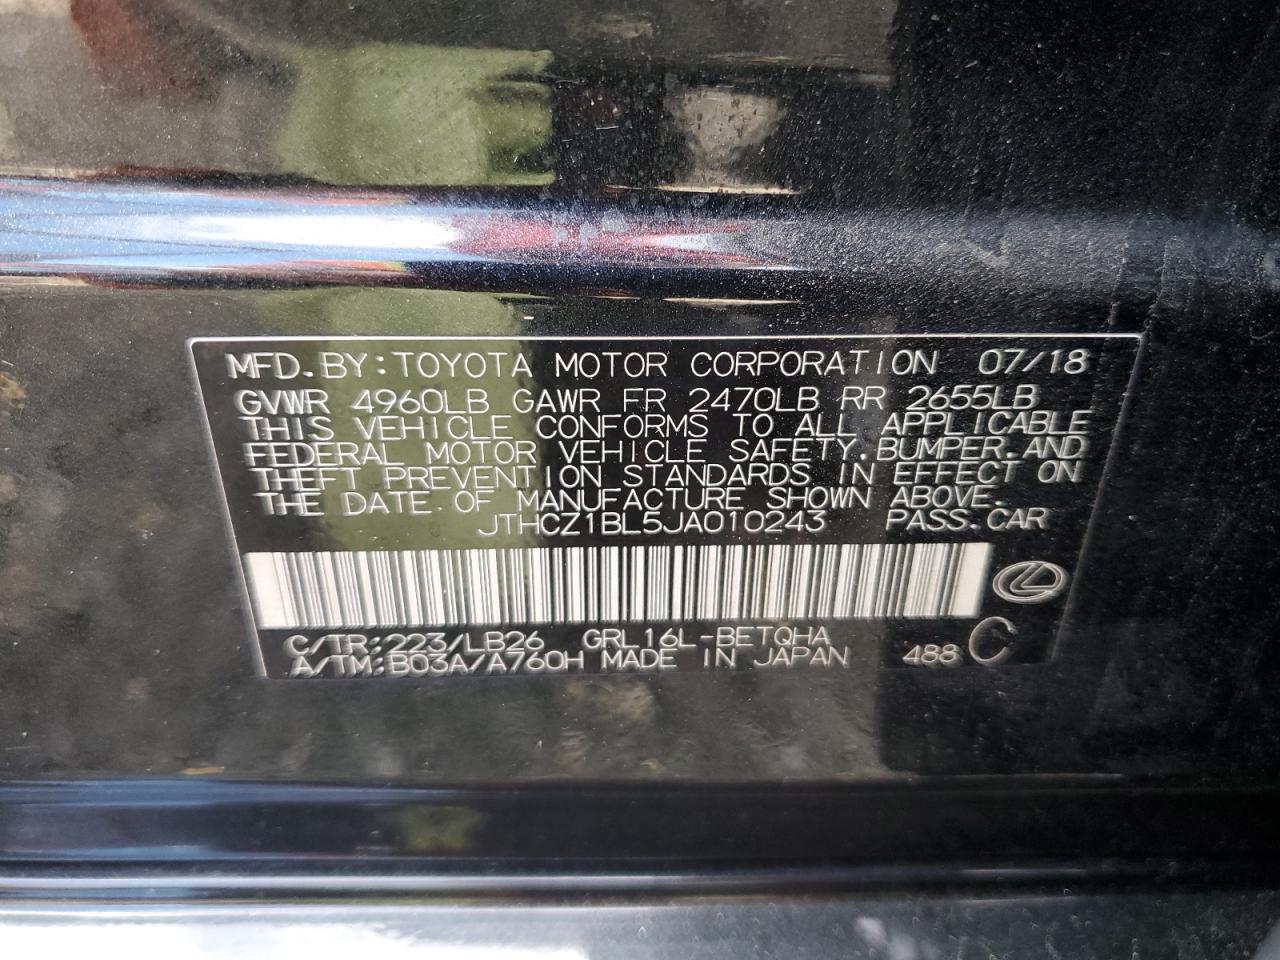 MFD. BY: TOYOTA MOTOR CORPORATION 07/18
GVWR 4960LB GAWR FR 2470LB RR 2655LB
THIS VEHICLE CONFORMS TO ALL APPLICABLE
FEDERAL MOTOR VEHICLE SAFETY, BUMPER, AND
THEFT PREVENTION STANDARDS IN EFFECT ON
THE DATE OF MANUFACTURE SHOWN ABOVE.
JTHCZ1BL5JA010243 PASS. CAR
C/TR: 223/LB26 GRL16L-BETQHA
A/TM: B03A/A760H MADE IN JAPAN 488 C